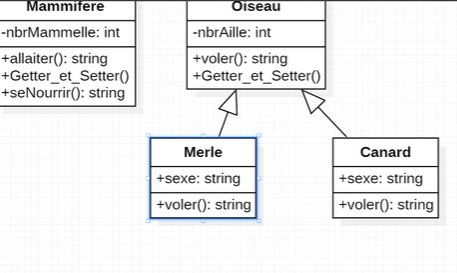 Mammifere
-nbrMammelle: int
+allaiter(): string
+Getter_et_Setter()
+seNourrir(): string
Oiseau
-nbrAille: int
+voler(): string
+Getter_et_Setter()
Merle
+sexe: string
+voler(): string
Canard
+sexe: string
+voler(): string